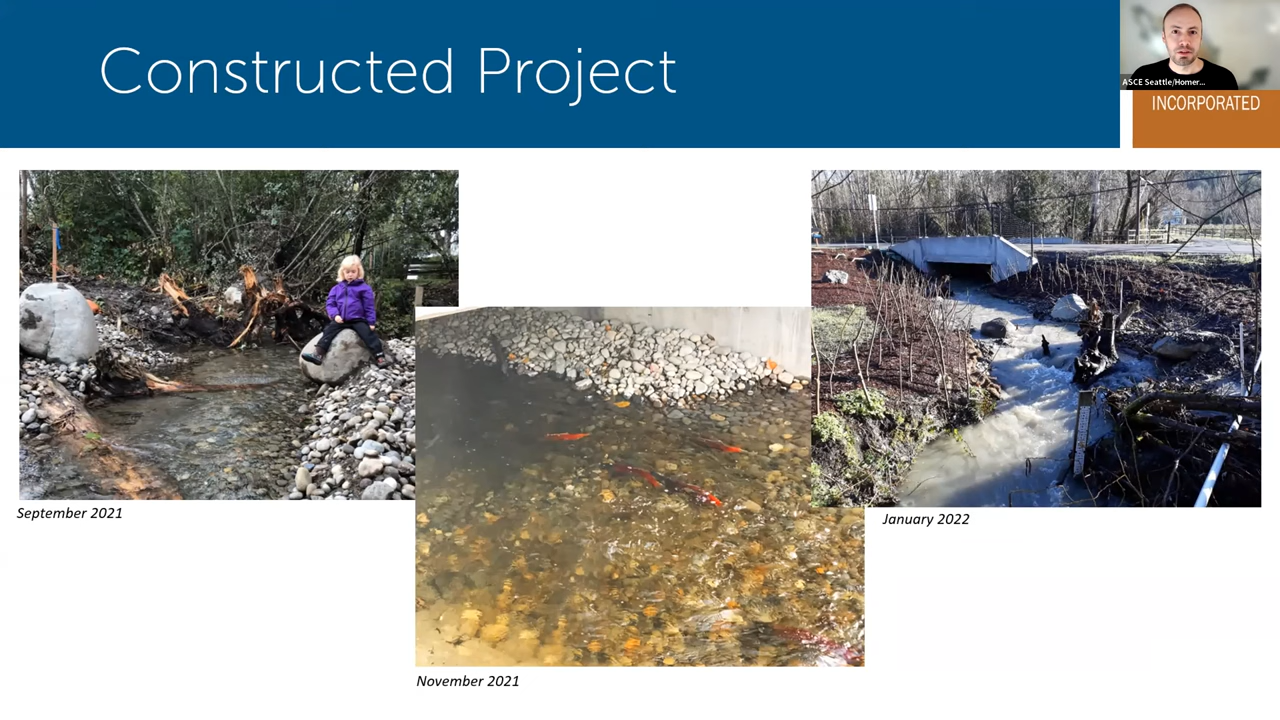 Constructed Project
ASCE Seattle/Homer...
INCORPORATED
September 2021
January 2022
November 2021